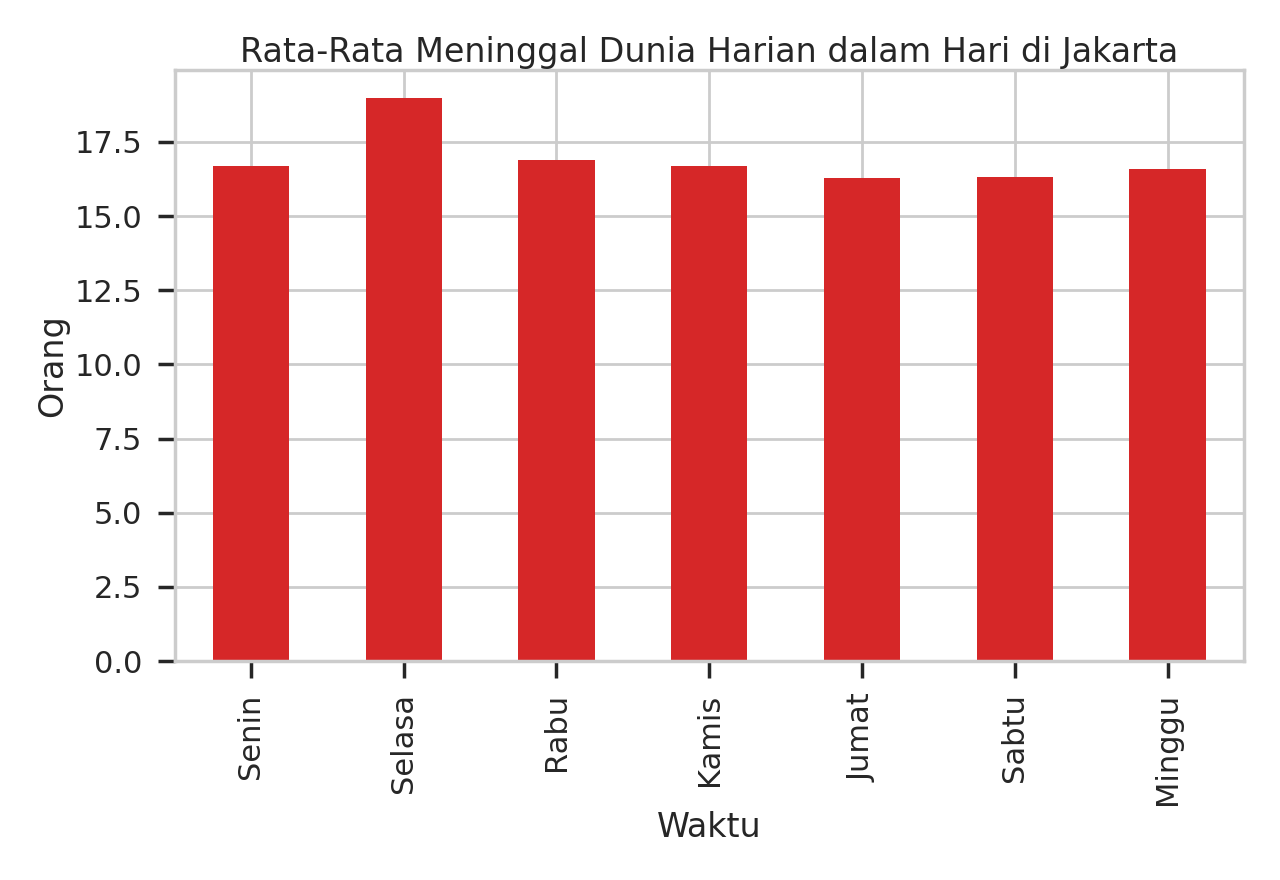 Rata-Rata Meninggal Dunia Harian dalam Hari di Jakarta
Orang
17.5
15.0
12.5
10.0
7.5
5.0
2.5
0.0
Senin
Selasa
Rabu
Kamis
Jumat
Sabtu
Minggu
Waktu